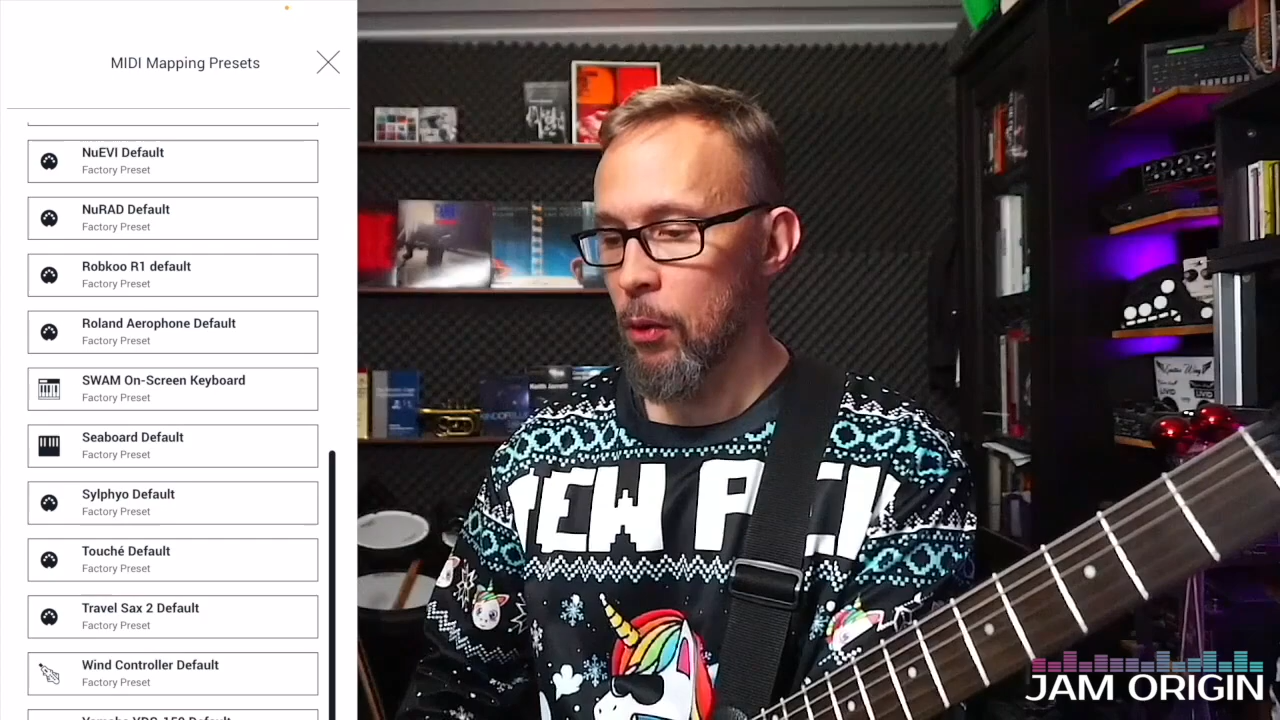 MIDI Mapping Presets
NuEVI Default
Factory Preset
NuRAD Default
Factory Preset
Robkoo R1 default
Factory Preset
Roland Aerophone Default
Factory Preset
SWAM On-Screen Keyboard
Factory Preset
Seaboard Default
Factory Preset
Sylphyo Default
Factory Preset
Touché Default
Factory Preset
Travel Sax 2 Default
Factory Preset
Wind Controller Default
Factory Preset
Keith Jarrett
JAM ORIGIN